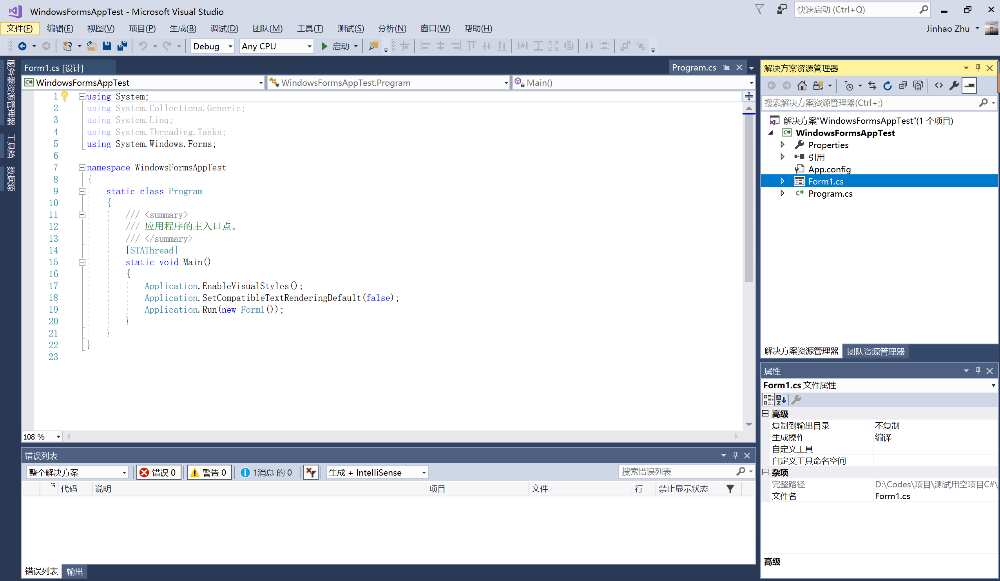 WindowsFormsAppTest - Microsoft Visual Studio
快速启动 (Ctrl+Q)
文件(F) 编辑(E) 视图(V) 项目(P) 生成(B) 调试(D) 团队(M) 工具(T) 测试(S) 分析(N) 窗口(W) 帮助(H)
Jinhao Zhu
Debug Any CPU 启动
服务器资源管理器
工具箱
数据源
Form1.cs [设计]
Program.cs
WindowsFormsAppTest WindowsFormsAppTest.Program Main()
1 using System;
2 using System.Collections.Generic;
3 using System.Linq;
4 using System.Threading.Tasks;
5 using System.Windows.Forms;
6
7 namespace WindowsFormsAppTest
8 {
9 static class Program
10 {
11 /// <summary>
12 /// 应用程序的主入口点。
13 /// </summary>
14 [STAThread]
15 static void Main()
16 {
17 Application.EnableVisualStyles();
18 Application.SetCompatibleTextRenderingDefault(false);
19 Application.Run(new Form1());
20 }
21 }
22 }
23
108 %
错误列表
整个解决方案 错误 0 警告 0 1消息 的 0 生成 + IntelliSense 搜索错误列表
代码 说明 项目 文件 行 禁止显示状态
错误列表 输出
解决方案资源管理器
搜索解决方案资源管理器(Ctrl+;)
解决方案“WindowsFormsAppTest”(1 个项目)
C# WindowsFormsAppTest
Properties
引用
App.config
Form1.cs
C# Program.cs
解决方案资源管理器 团队资源管理器
属性
Form1.cs 文件属性
高级
复制到输出目录 不复制
生成操作 编译
自定义工具
自定义工具命名空间
杂项
完整路径 D:\Codes\项目\测试用空项目C#\
文件名 Form1.cs
高级